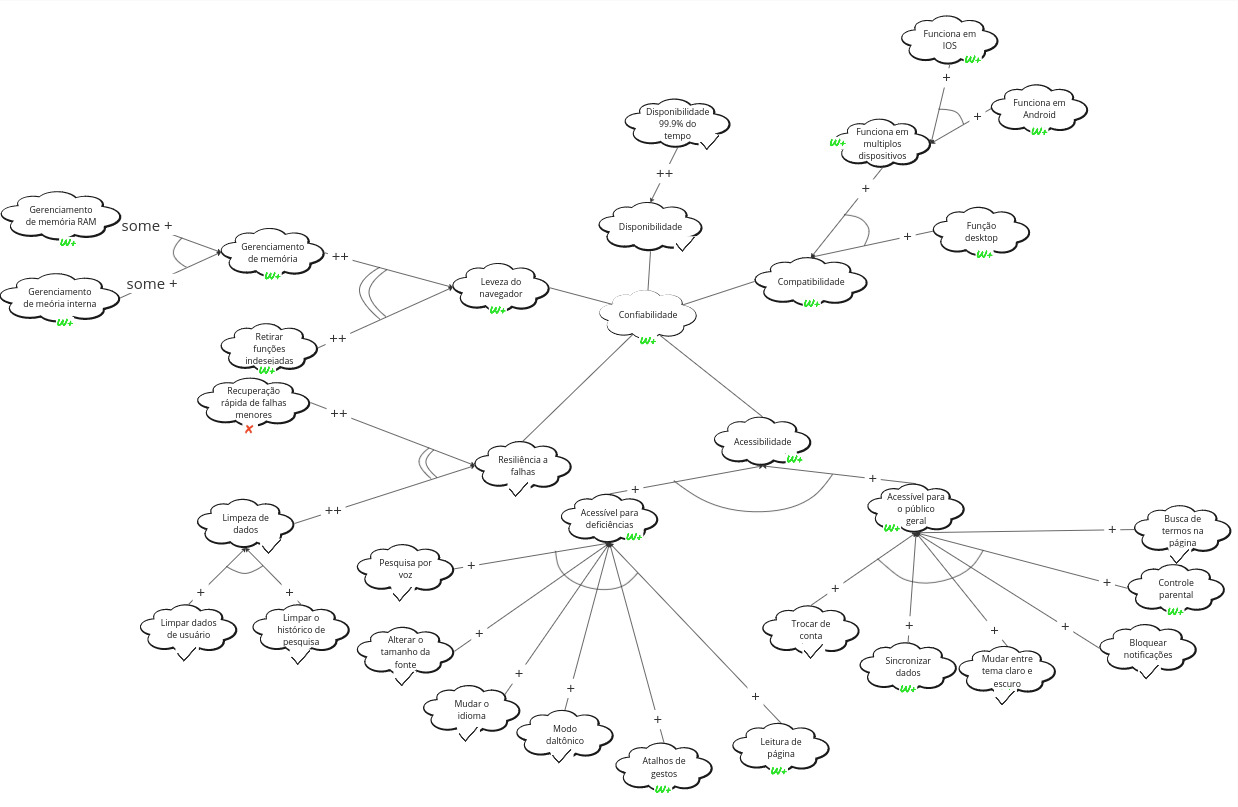 Funciona em
IOS
W+
+
Funciona em
Android
W+
+
Disponibilidade
99.9% do
tempo
Funciona em
multiplos
dispositivos
W+
++
+
Gerenciamento
de memória RAM
W+
some +
Gerenciamento
de memória
W+
++
Disponibilidade
Função
desktop
W+
+
Gerenciamento
de meória interna
W+
some +
Leveza do
navegador
W+
Compatibilidade
W+
Confiabilidade
W+
Retirar
funções
indesejadas
W+
++
Recuperação
rápida de falhas
menores
++
Acessibilidade
W+
Resiliência a
falhas
Limpeza de
dados
++
Acessível para
deficiências
W+
+
Acessível para
o público
geral
W+
+
Busca de
termos na
página
+
Pesquisa por
voz
+
Controle
parental
W+
+
Limpar dados
de usuário
+
Limpar o
histórico de
pesquisa
+
Alterar o
tamanho da
fonte
+
Trocar de
conta
+
Sincronizar
dados
W+
+
Mudar entre
tema claro e
escuro
+
Bloquear
notificações
+
Mudar o
idioma
+
Modo
daltônico
+
Atalhos de
gestos
W+
+
Leitura de
página
W+
+